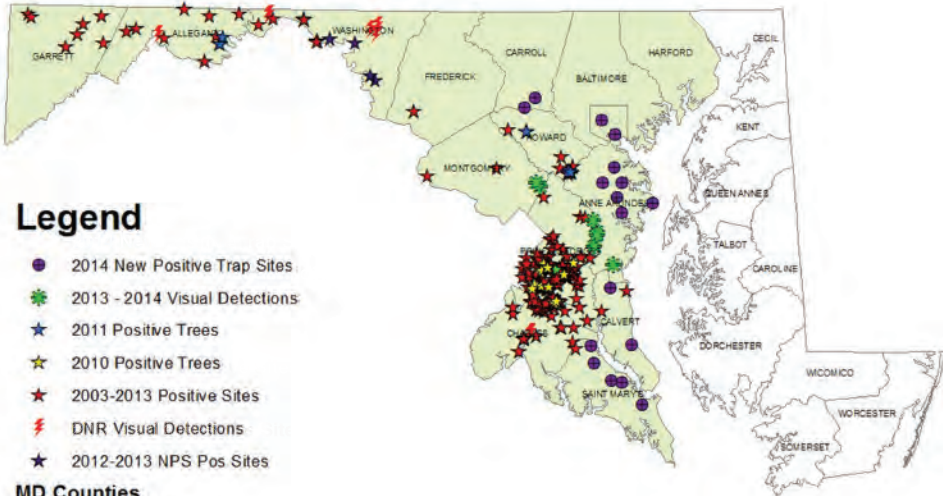 CECIL
WASHINGTON
ALLEGANY
CARROLL
HARFORD
GARRETT
BALTIMORE
FREDERICK
KENT
HOWARD
MONTGOMERY
QUEEN ANNES
ANNE ARUNDEL
TALBOT
CAROLINE
CALVERT
CHARLES
DORCHESTER
WICOMICO
SAINT MARYS
WORCESTER
SOMERSET
Legend
2014 New Positive Trap Sites
2013 - 2014 Visual Detections
2011 Positive Trees
2010 Positive Trees
2003-2013 Positive Sites
DNR Visual Detections
2012-2013 NPS Pos Sites
MD Counties